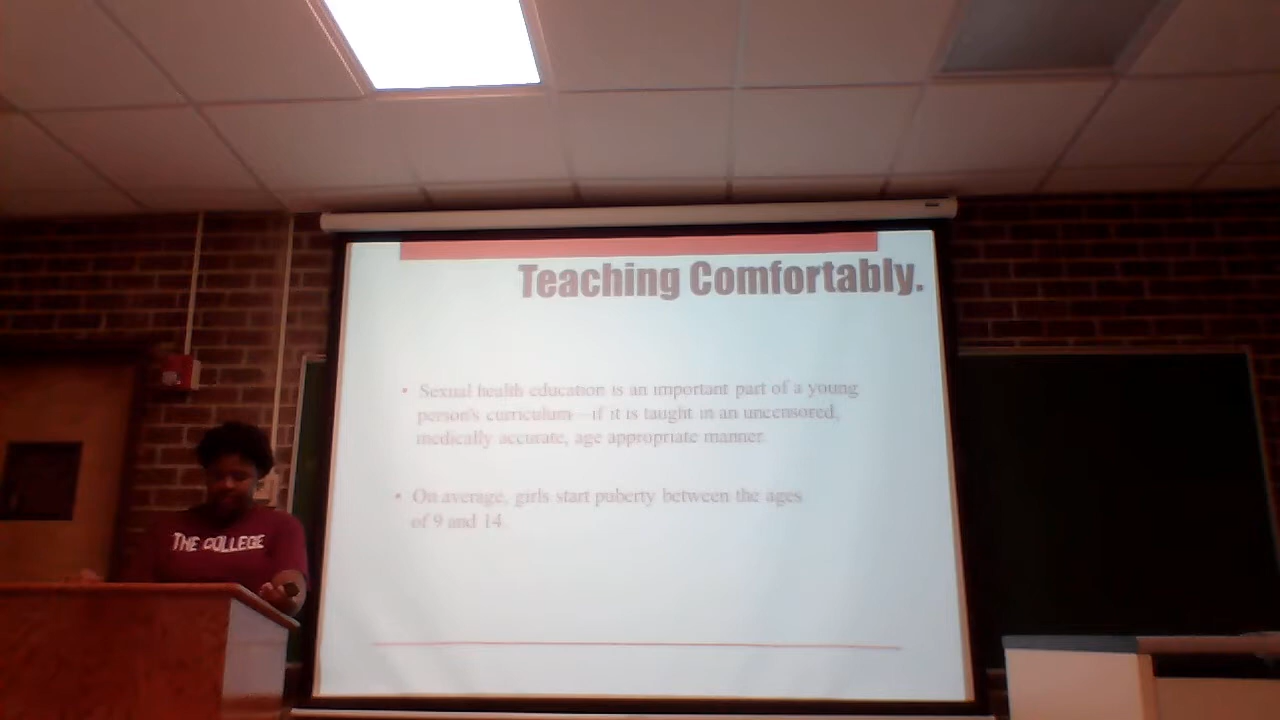 Teaching Comfortably.
• Sexual health education is an important part of a young
person's curriculum—if it is taught in an uncensored,
medically accurate, age appropriate manner.
• On average, girls start puberty between the ages
of 9 and 14.
THE COLLEGE